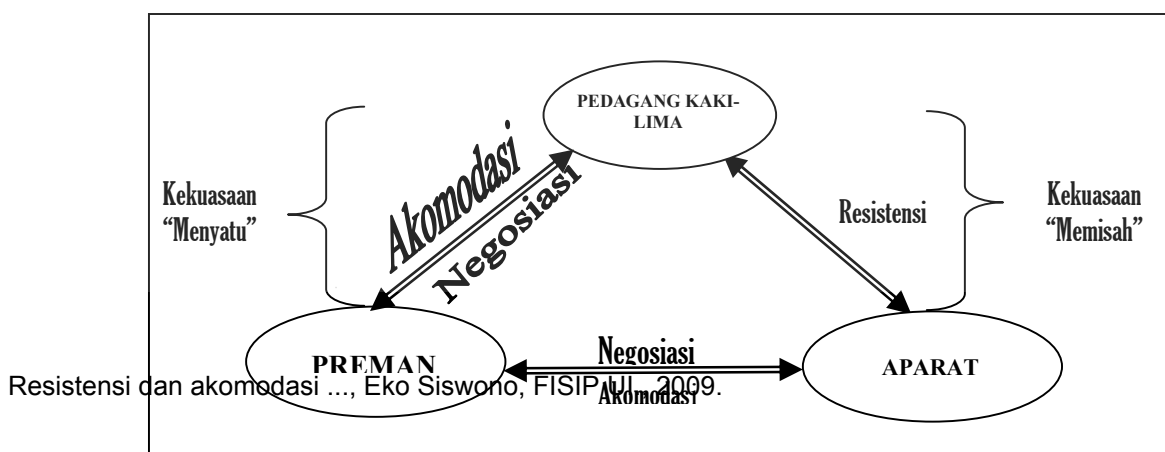 PEDAGANG KAKI-
LIMA
Akomodasi
Negosiasi
Kekuasaan
“Menyatu”
Resistensi
Kekuasaan
“Memisah”
PREMAN
Negosiasi
Akomodasi
APARAT
Resistensi dan akomodasi ..., Eko Siswono, FISIP UI., 2009.